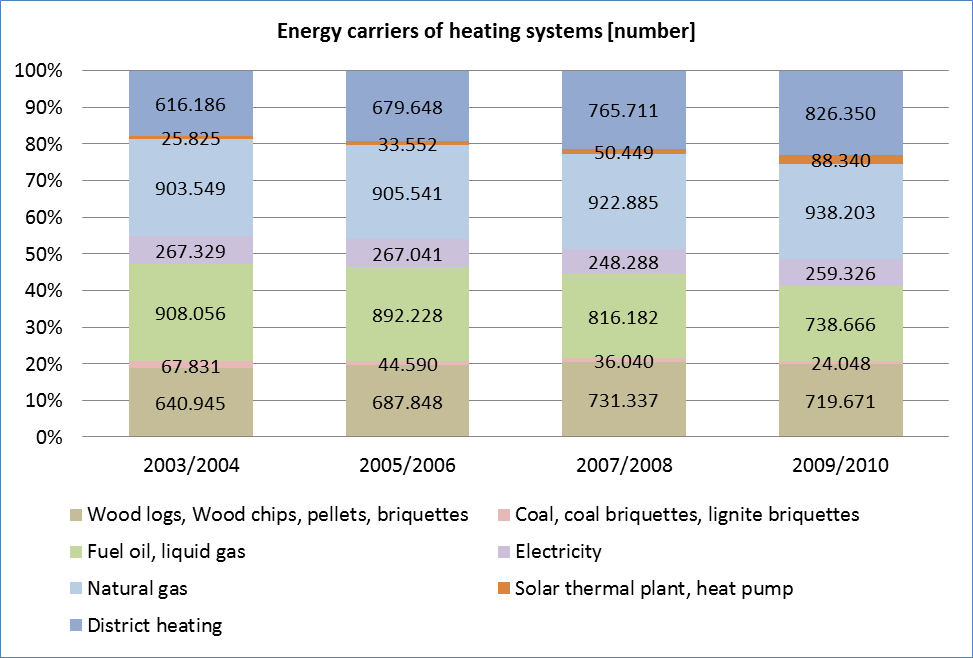 Energy carriers of heating systems [number]
100%
90%
80%
70%
60%
50%
40%
30%
20%
10%
0%
616.186 679.648 765.711 826.350
25.825 33.552 50.449 88.340
903.549 905.541 922.885 938.203
267.329 267.041 248.288 259.326
908.056 892.228 816.182 738.666
67.831 44.590 36.040 24.048
640.945 687.848 731.337 719.671
2003/2004 2005/2006 2007/2008 2009/2010
Wood logs, Wood chips, pellets, briquettes Coal, coal briquettes, lignite briquettes
Fuel oil, liquid gas Electricity
Natural gas Solar thermal plant, heat pump
District heating